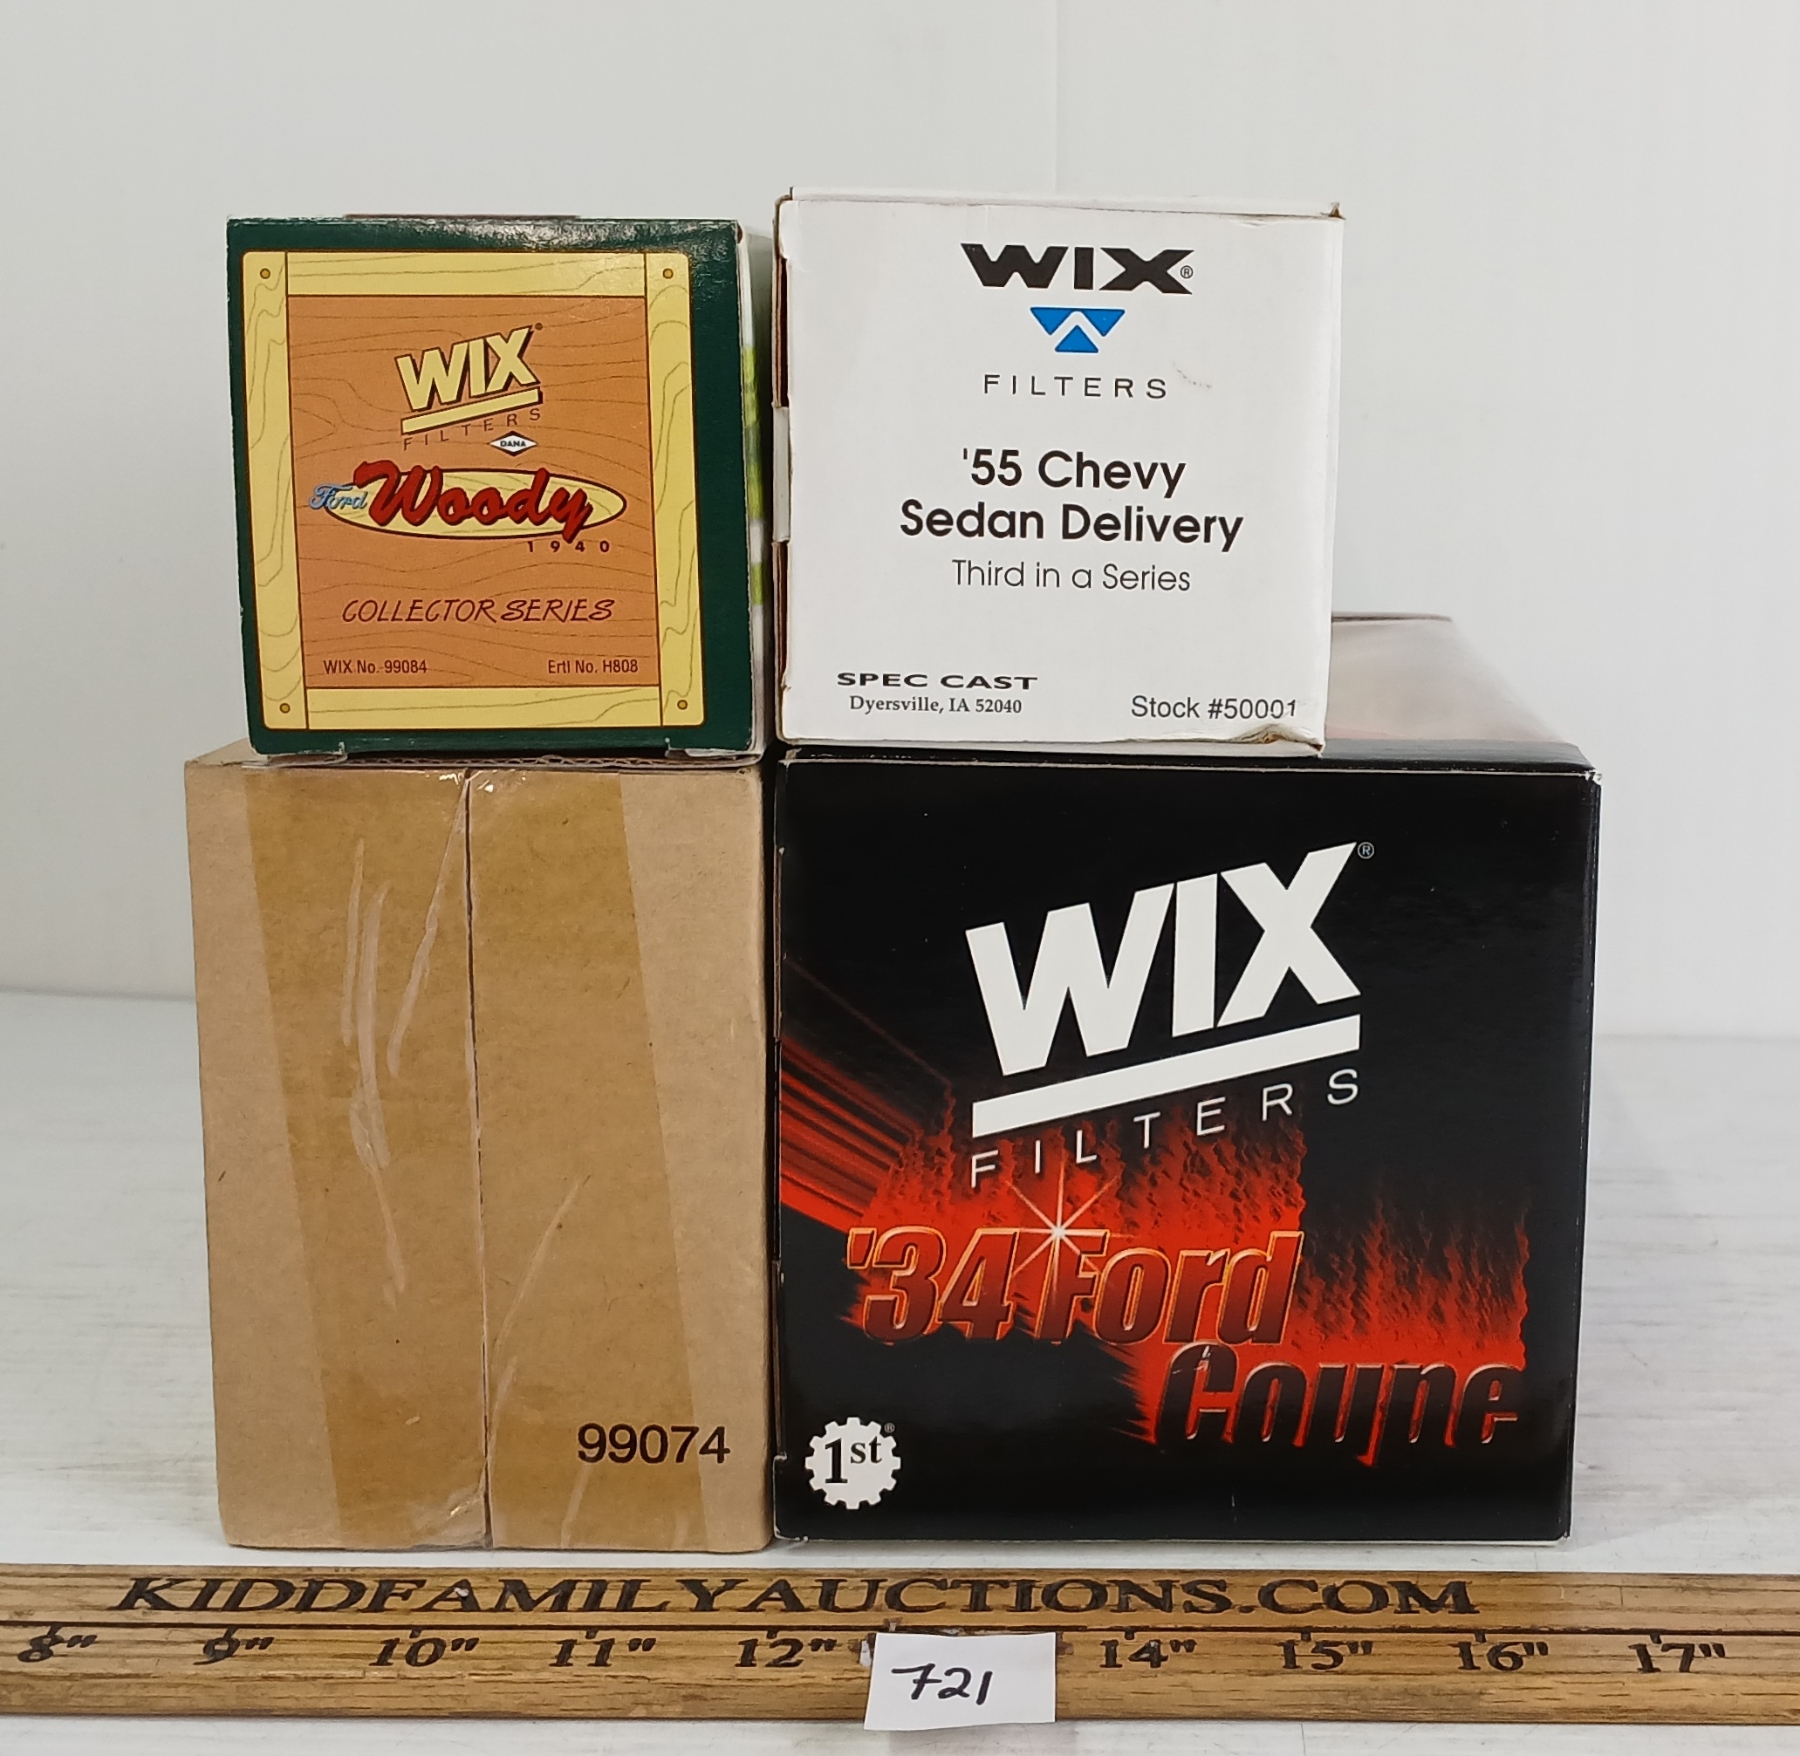 WIX
FILTERS
DANA
Ford Woody
1940
COLLECTOR SERIES
WIX No. 99084 Ertl No. H808
WIX®
FILTERS
'55 Chevy
Sedan Delivery
Third in a Series
SPEC CAST
Dyersville, IA 52040
Stock #50001
99074
WIX®
FILTERS
'34 Ford
Coupe
1st®
KIDDFAMILYAUCTIONS.COM
8" 9" 10" 11" 12" 14" 15" 16" 17"
721